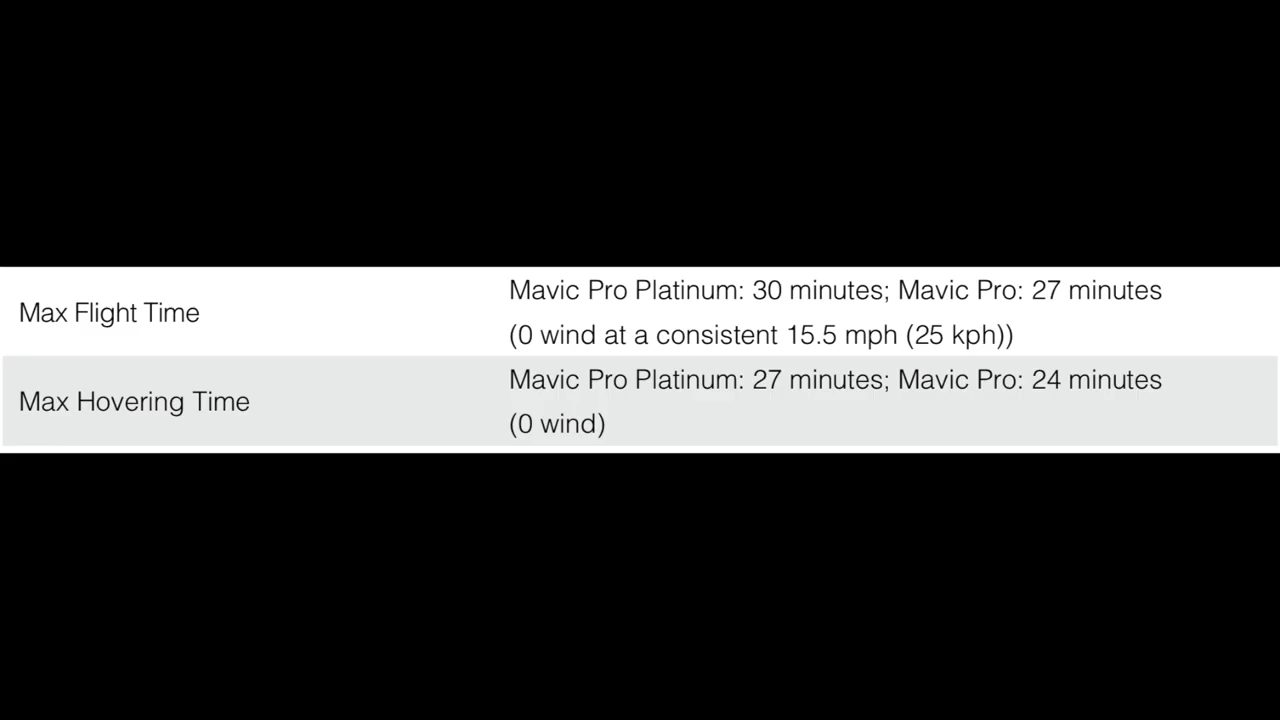 Max Flight Time
Mavic Pro Platinum: 30 minutes; Mavic Pro: 27 minutes
(0 wind at a consistent 15.5 mph (25 kph))
Max Hovering Time
Mavic Pro Platinum: 27 minutes; Mavic Pro: 24 minutes
(0 wind)